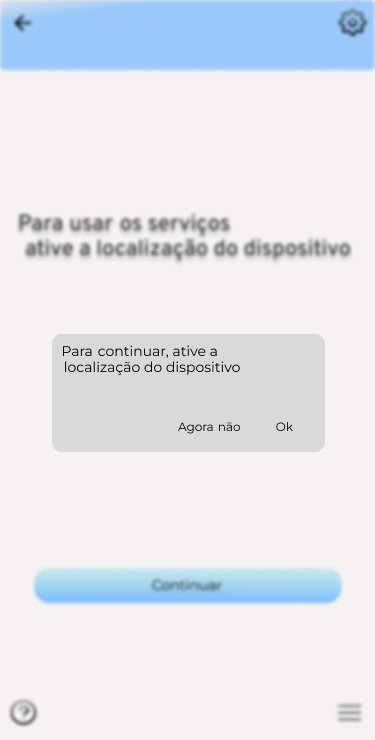 Para usar os serviços
ative a localização do dispositivo
Para continuar, ative a
localização do dispositivo
Agora não Ok
Continuar